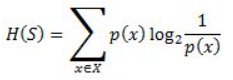 H(S) = ∑_{x∈X} p(x) log₂ 1/p(x)